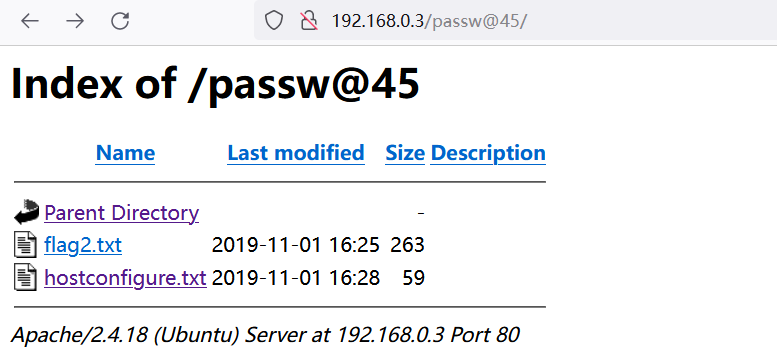 192.168.0.3/passw@45/
Index of /passw@45
Name Last modified Size Description
Parent Directory -
flag2.txt 2019-11-01 16:25 263
hostconfigure.txt 2019-11-01 16:28 59
Apache/2.4.18 (Ubuntu) Server at 192.168.0.3 Port 80